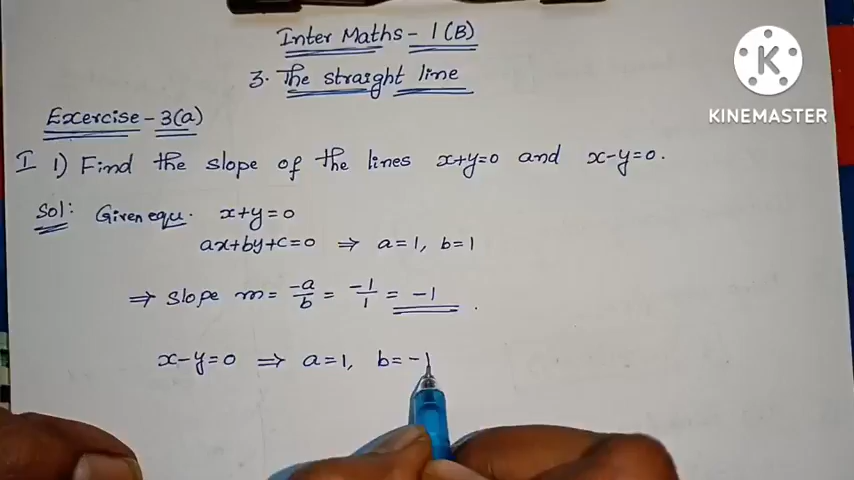 Inter Maths - 1(B)
3. The straight line
K
KINEMASTER
Exercise - 3(a)
I 1) Find the slope of the lines x+y=0 and x-y=0.
Sol: Given equ. x+y=0
ax+by+c=0 ⇒ a=1, b=1
⇒ slope m = -a/b = -1/1 = -1
x-y=0 ⇒ a=1, b=-1